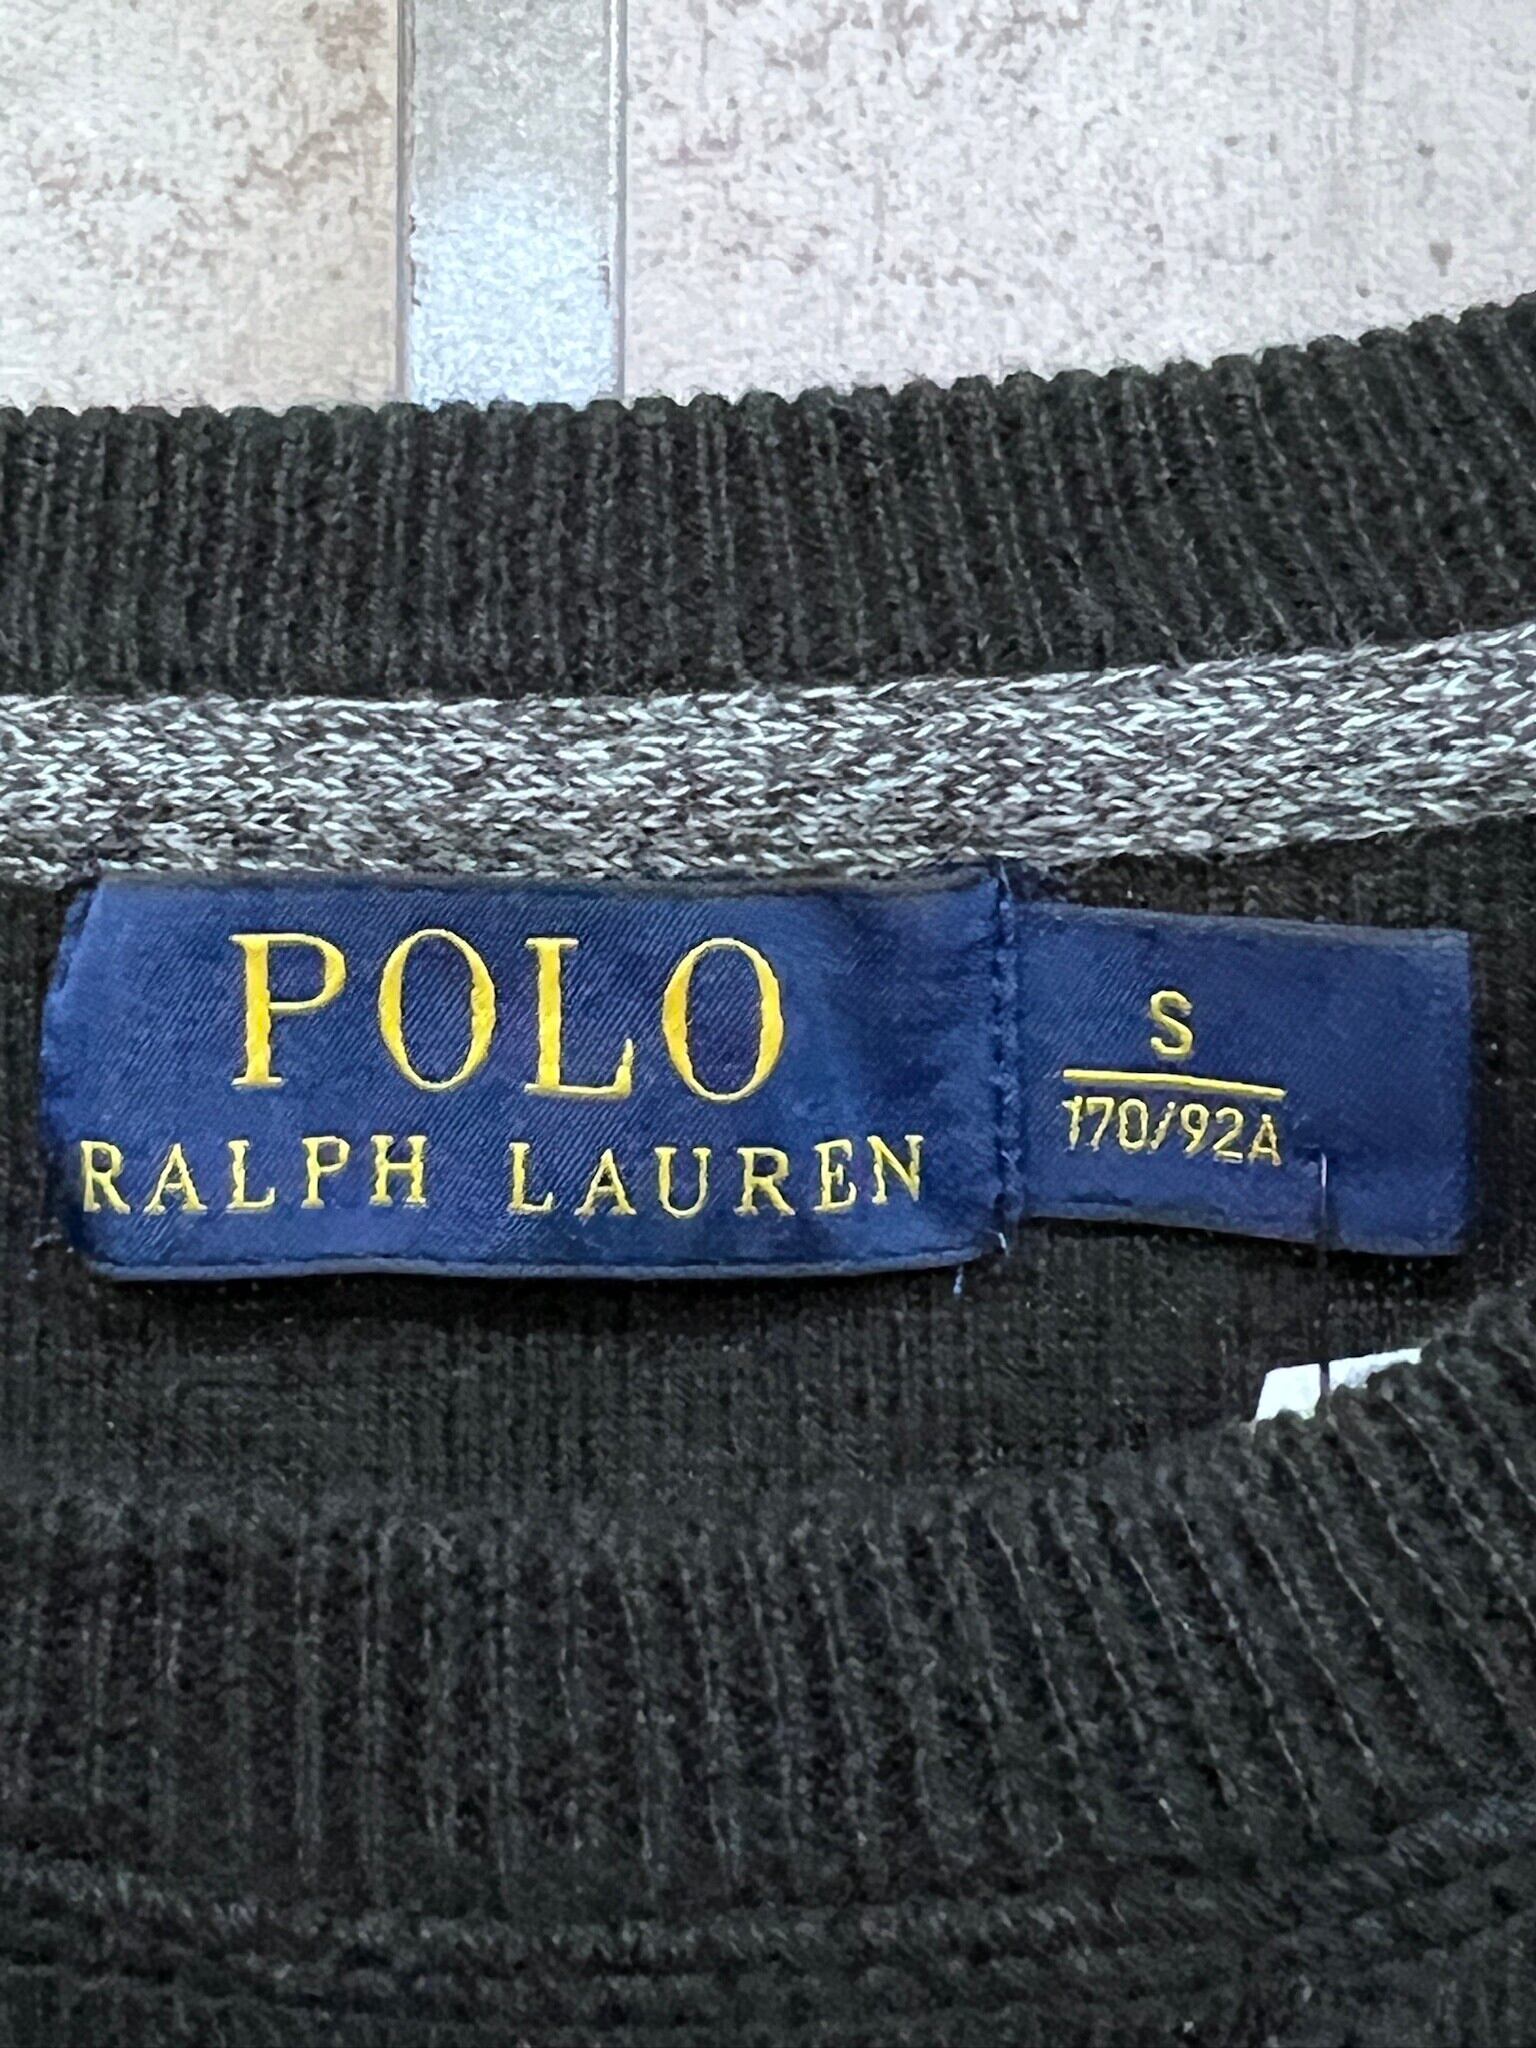 POLO
RALPH LAUREN
S
170/92A